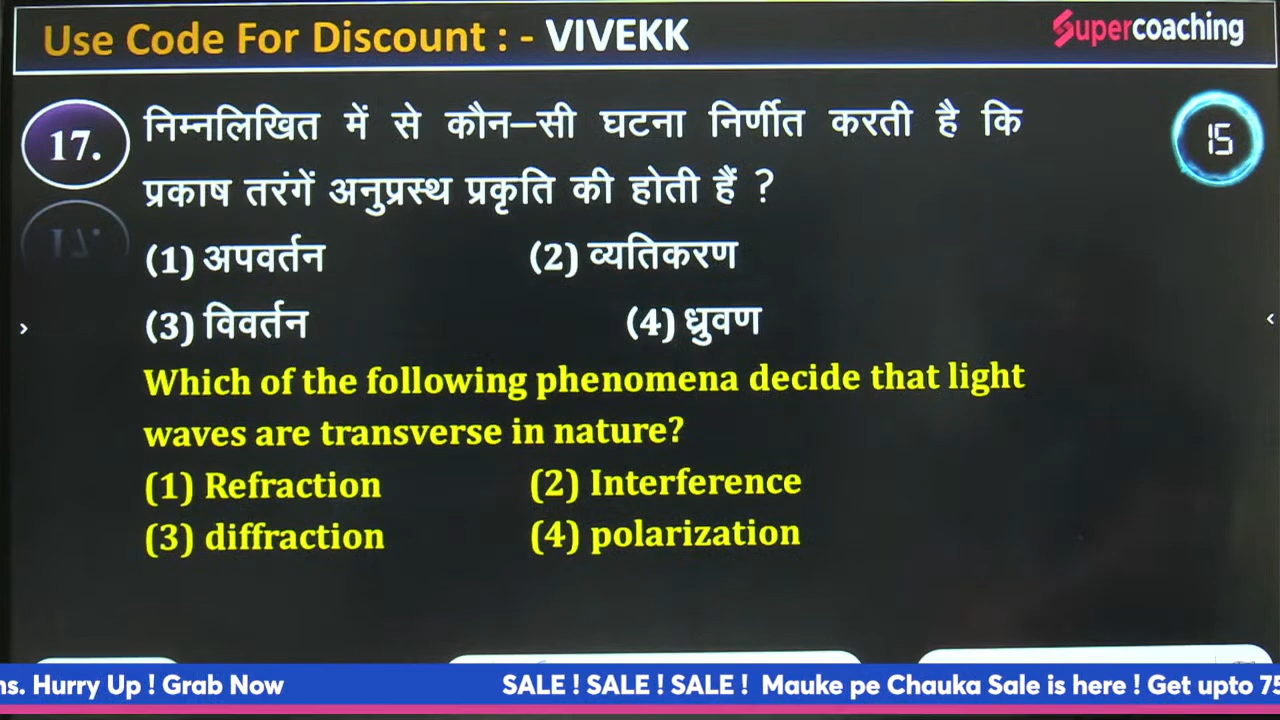 Use Code For Discount : - VIVEKK
Supercoaching
17.
15
निम्नलिखित में से कौन–सी घटना निर्णीत करती है कि
प्रकाष तरंगें अनुप्रस्थ प्रकृति की होती हैं ?
(1) अपवर्तन (2) व्यतिकरण
(3) विवर्तन (4) ध्रुवण
Which of the following phenomena decide that light
waves are transverse in nature?
(1) Refraction (2) Interference
(3) diffraction (4) polarization
ns. Hurry Up ! Grab Now SALE ! SALE ! SALE ! Mauke pe Chauka Sale is here ! Get upto 75